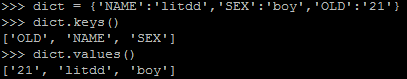 >>> dict = {'NAME':'litdd','SEX':'boy','OLD':'21'}
>>> dict.keys()
['OLD', 'NAME', 'SEX']
>>> dict.values()
['21', 'litdd', 'boy']